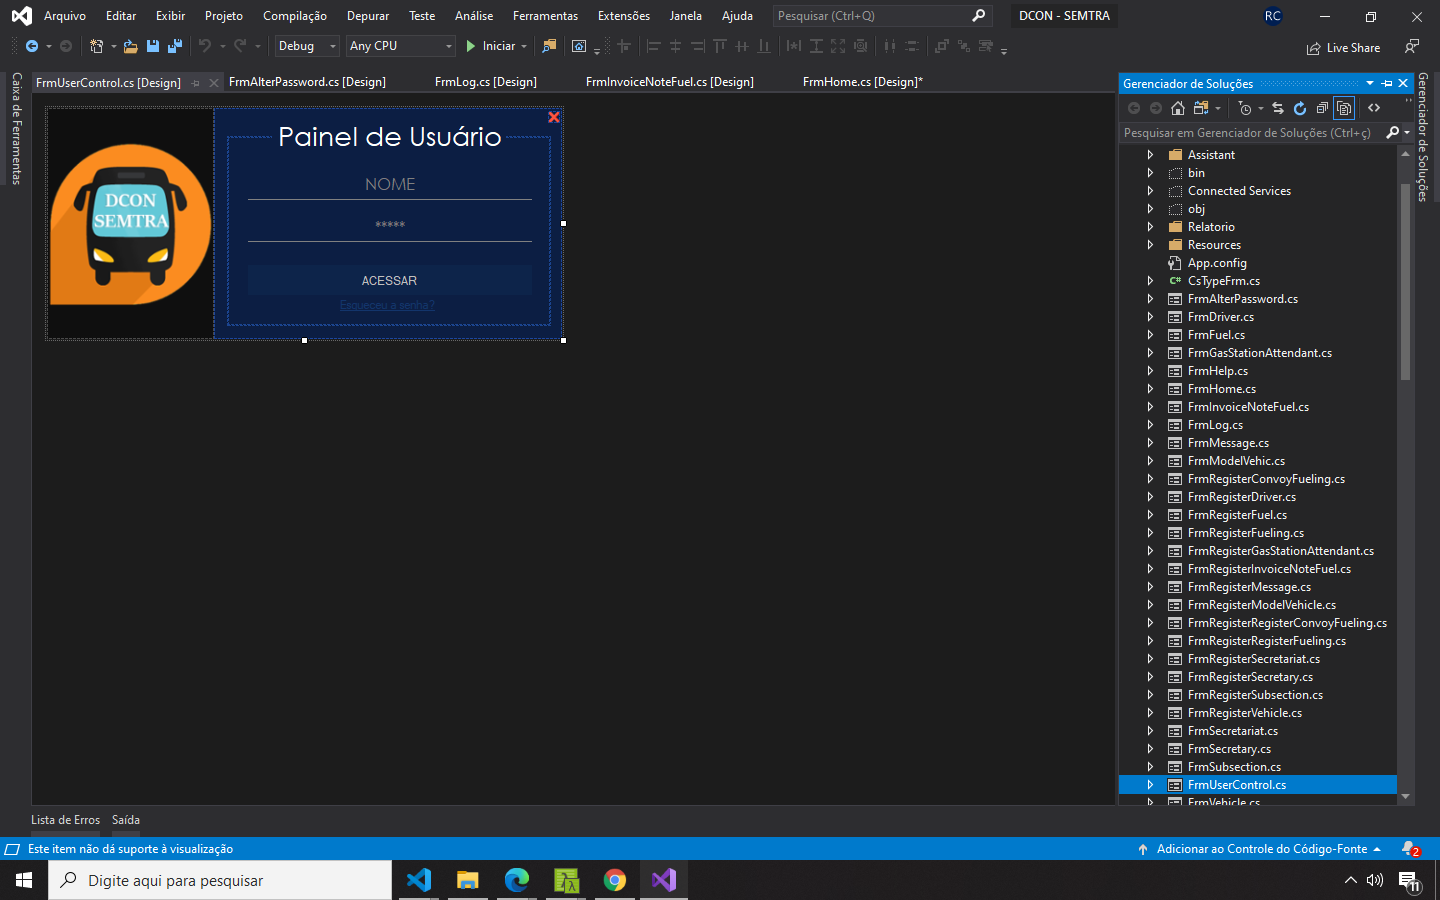 Arquivo Editar Exibir Projeto Compilação Depurar Teste Análise Ferramentas Extensões Janela Ajuda Pesquisar (Ctrl+Q) DCON - SEMTRA RC
Debug Any CPU Iniciar Live Share
Caixa de Ferramentas
FrmUserControl.cs [Design] FrmAlterPassword.cs [Design] FrmLog.cs [Design] FrmInvoiceNoteFuel.cs [Design] FrmHome.cs [Design]*
DCON
SEMTRA
Painel de Usuário
NOME
*****
ACESSAR
Esqueceu a senha?
Gerenciador de Soluções
Pesquisar em Gerenciador de Soluções (Ctrl+ç)
Assistant
bin
Connected Services
obj
Relatorio
Resources
App.config
C# CsTypeFrm.cs
FrmAlterPassword.cs
FrmDriver.cs
FrmFuel.cs
FrmGasStationAttendant.cs
FrmHelp.cs
FrmHome.cs
FrmInvoiceNoteFuel.cs
FrmLog.cs
FrmMessage.cs
FrmModelVehic.cs
FrmRegisterConvoyFueling.cs
FrmRegisterDriver.cs
FrmRegisterFuel.cs
FrmRegisterFueling.cs
FrmRegisterGasStationAttendant.cs
FrmRegisterInvoiceNoteFuel.cs
FrmRegisterMessage.cs
FrmRegisterModelVehicle.cs
FrmRegisterRegisterConvoyFueling.cs
FrmRegisterRegisterFueling.cs
FrmRegisterSecretariat.cs
FrmRegisterSecretary.cs
FrmRegisterSubsection.cs
FrmRegisterVehicle.cs
FrmSecretariat.cs
FrmSecretary.cs
FrmSubsection.cs
FrmUserControl.cs
FrmVehicle.cs
Gerenciador de Soluções
Lista de Erros Saída
Este item não dá suporte à visualização
Adicionar ao Controle do Código-Fonte 2
Digite aqui para pesquisar
11